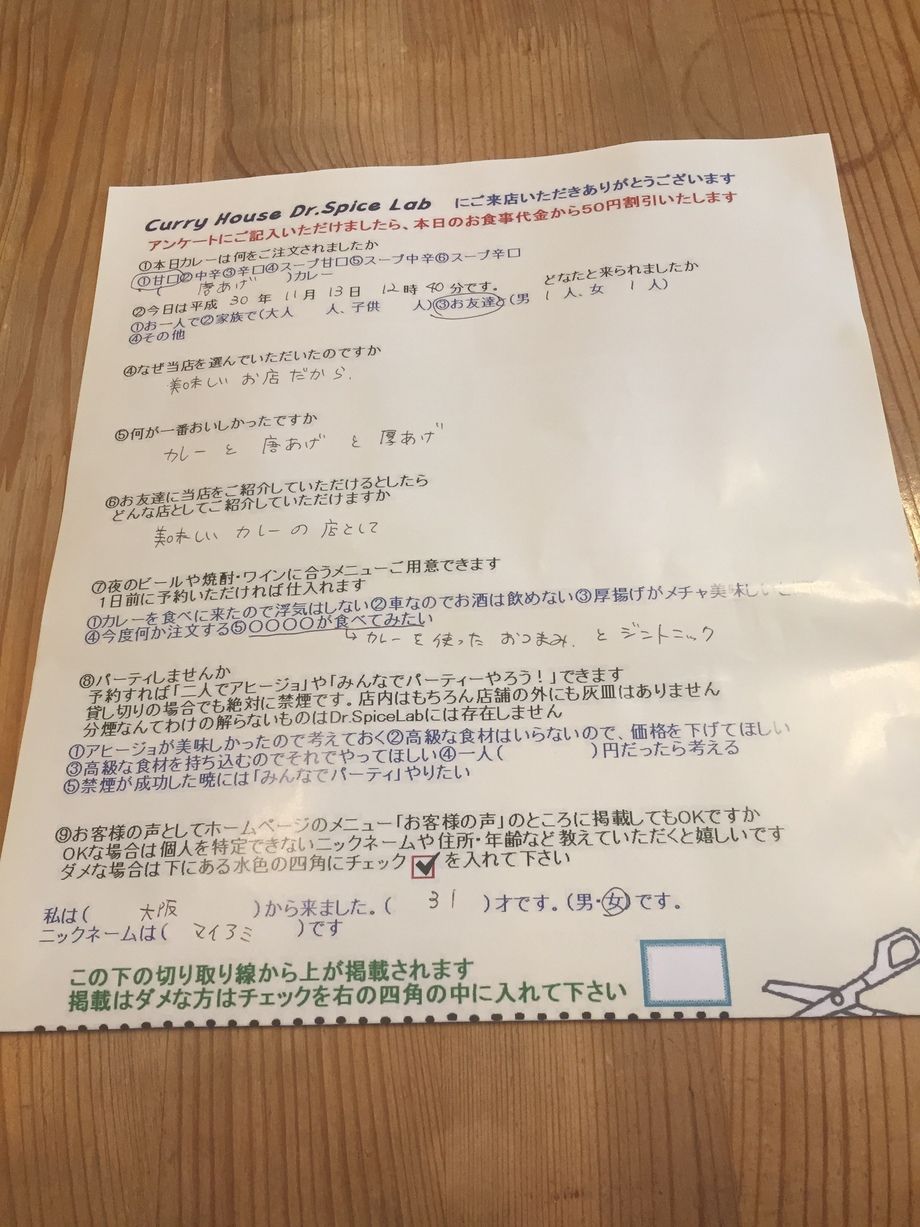 Curry House Dr.Spice Lab にご来店いただきありがとうございます
アンケートにご記入いただけましたら、本日のお食事代金から50円割引いたします
①本日カレーは何をご注文されましたか
①甘口②中辛③辛口④スープ甘口⑤スープ中辛⑥スープ辛口
( 唐あげ )カレー
②今日は平成 30 年 11 月 13 日 12 時 40 分です。 どなたと来られましたか
①お一人で②家族で(大人 人、子供 人)③お友達と(男 1 人、女 1 人)
④その他
④なぜ当店を選んでいただいたのですか
美味しい お店 だから.
⑤何が一番おいしかったですか
カレー と 唐あげ と 厚あげ
⑥お友達に当店をご紹介していただけるとしたら
どんな店としてご紹介していただけますか
美味しい カレーの 店として
⑦夜のビールや焼酎・ワインに合うメニューご用意できます
1日前に予約いただければ仕入れます
①カレーを食べに来たので浮気はしない②車なのでお酒は飲めない③厚揚げがメチャ美味しい
④今度何か注文する⑤〇〇〇〇が食べてみたい
↳ カレー を 使った おつまみ. と ジントニック
⑧パーティしませんか
予約すれば「二人でアヒージョ」や「みんなでパーティーやろう！」できます
貸し切りの場合でも絶対に禁煙です。店内はもちろん店舗の外にも灰皿はありません
分煙なんてわけの解らないものはDr.SpiceLabには存在しません
①アヒージョが美味しかったので考えておく②高級な食材はいらないので、価格を下げてほしい
③高級な食材を持ち込むのでそれでやってほしい④一人( )円だったら考える
⑤禁煙が成功した暁には「みんなでパーティ」やりたい
⑨お客様の声としてホームページのメニュー「お客様の声」のところに掲載してもOKですか
OKな場合は個人を特定できないニックネームや住所・年齢など教えていただくと嬉しいです
ダメな場合は下にある水色の四角にチェック☑を入れて下さい
私は( 大阪 )から来ました。( 31 )才です。(男・女)です。
ニックネームは( マイアミ )です
この下の切り取り線から上が掲載されます
掲載はダメな方はチェックを右の四角の中に入れて下さい